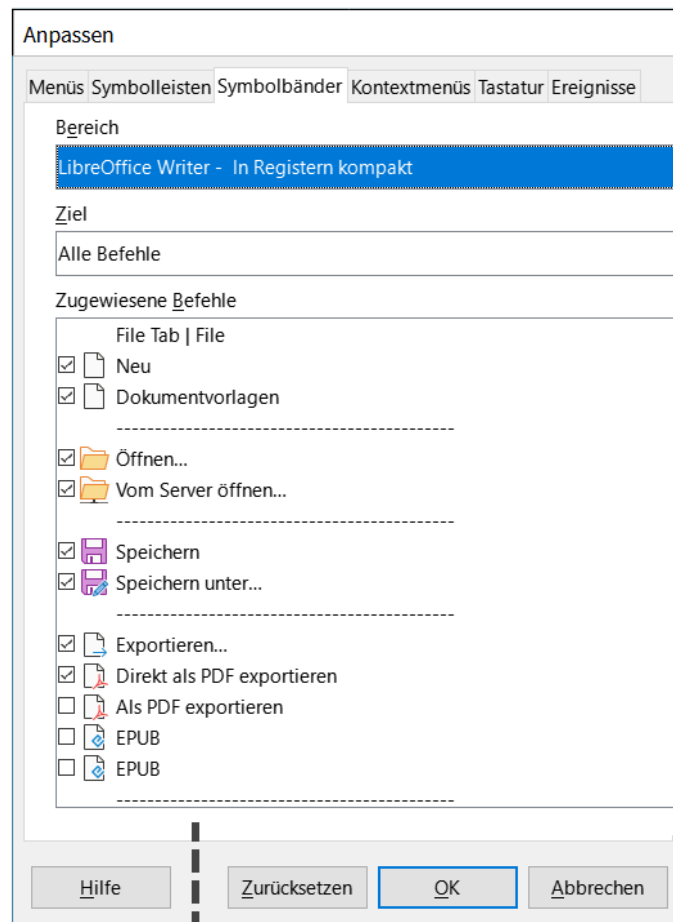 Anpassen
Menüs Symbolleisten Symbolbänder Kontextmenüs Tastatur Ereignisse
Bereich
LibreOffice Writer -  In Registern kompakt
Ziel
Alle Befehle
Zugewiesene Befehle
File Tab | File
Neu
Dokumentvorlagen
--------------------------------------------
Öffnen...
Vom Server öffnen...
--------------------------------------------
Speichern
Speichern unter...
--------------------------------------------
Exportieren...
Direkt als PDF exportieren
Als PDF exportieren
EPUB
EPUB
--------------------------------------------
Hilfe Zurücksetzen OK Abbrechen